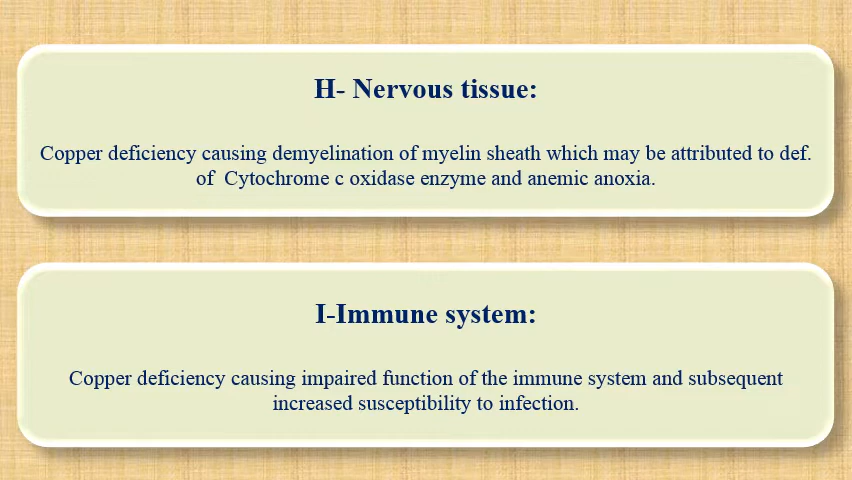 H- Nervous tissue:
Copper deficiency causing demyelination of myelin sheath which may be attributed to def.
of Cytochrome c oxidase enzyme and anemic anoxia.
I-Immune system:
Copper deficiency causing impaired function of the immune system and subsequent
increased susceptibility to infection.